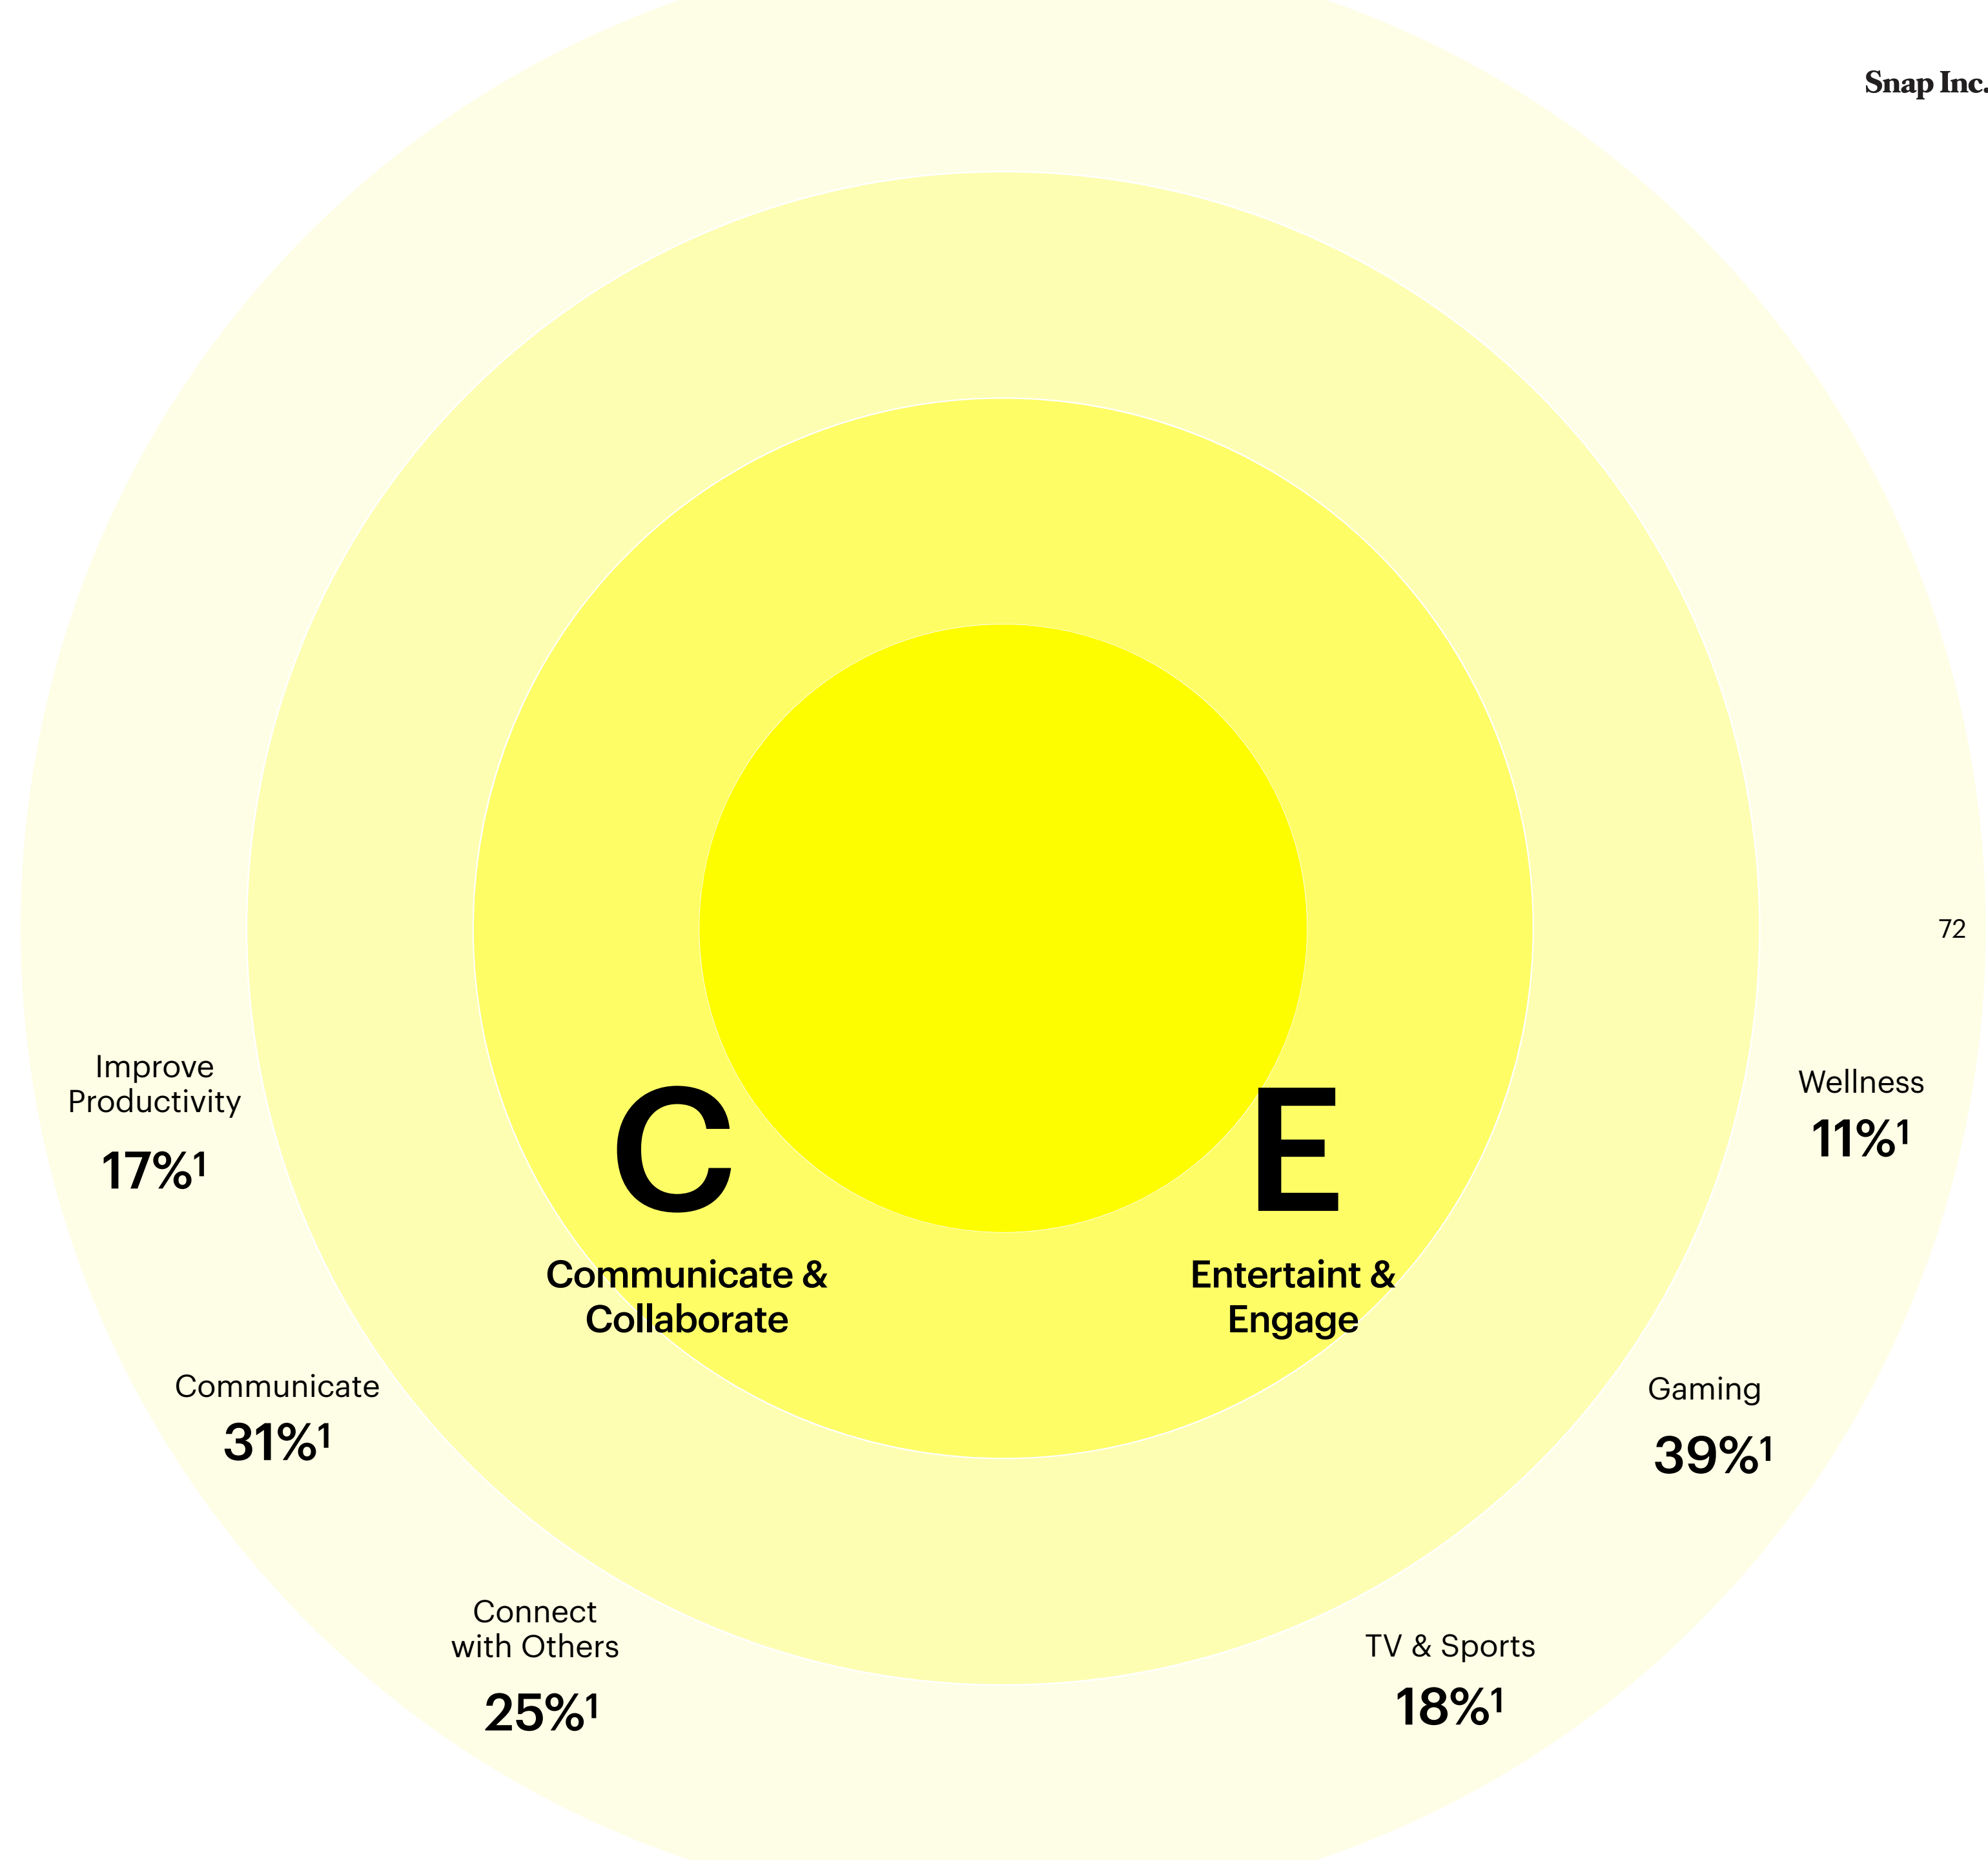 Snap Inc.
72
Improve
Productivity
17%¹
C
Communicate &
Collaborate
E
Entertaint &
Engage
Wellness
11%¹
Communicate
31%¹
Gaming
39%¹
Connect
with Others
25%¹
TV & Sports
18%¹